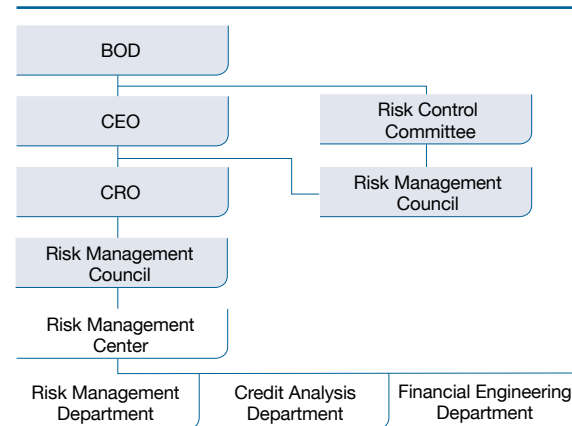 BOD
CEO
Risk Control
Committee
CRO
Risk Management
Council
Risk Management
Council
Risk Management
Center
Risk Management
Department
Credit Analysis
Department
Financial Engineering
Department